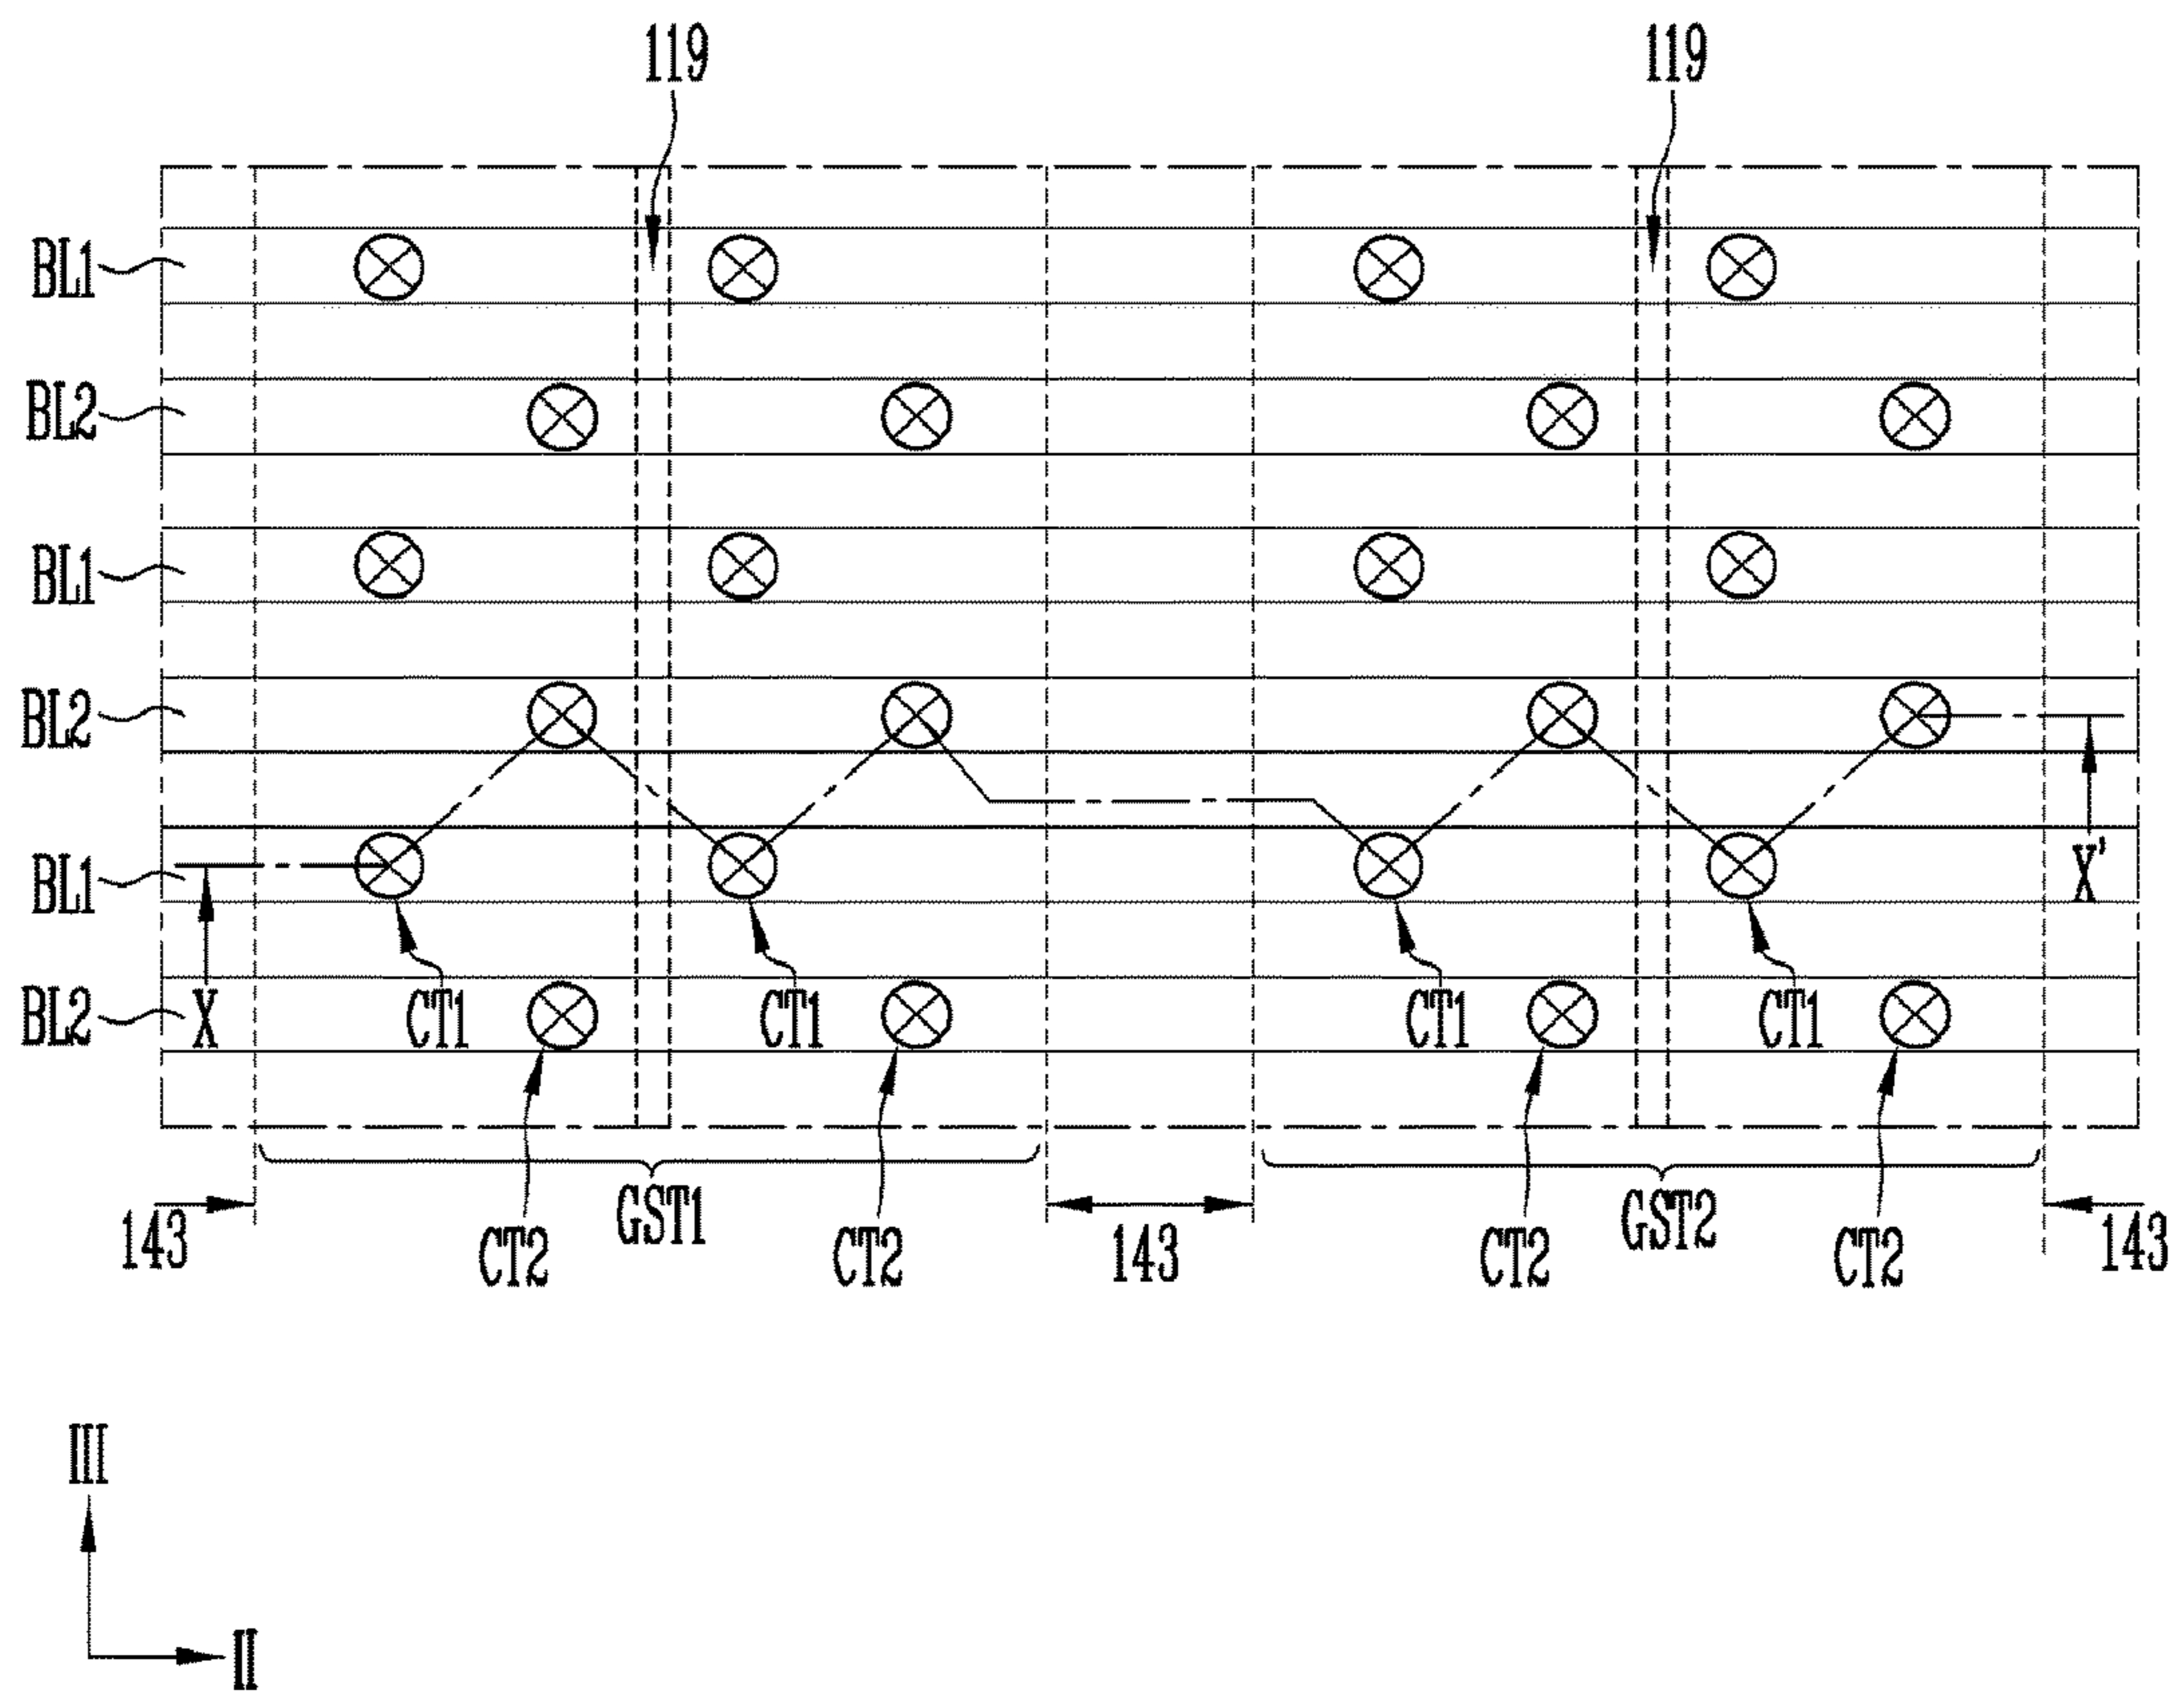 119 119
BL1
BL2
BL1
BL2
BL1 X'
BL2 X CT1 CT1 CT1 CT1
143 CT2 GST1 CT2 143 CT2 GST2 CT2 143
III
II